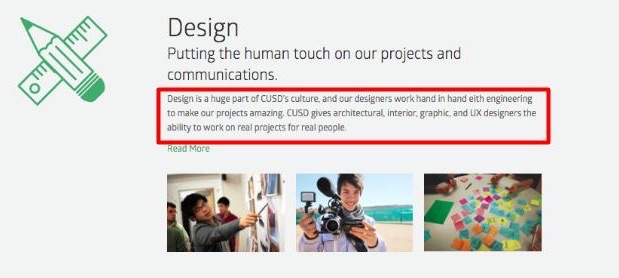 Design
Putting the human touch on our projects and
communications.
Design is a huge part of CUSD's culture, and our designers work hand in hand eith engineering
to make our projects amazing. CUSD gives architectural, interior, graphic, and UX designers the
ability to work on real projects for real people.
Read More